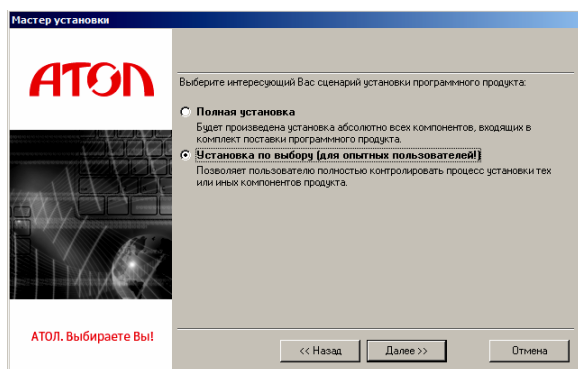 Мастер установки
АТОЛ
Выберите интересующий Вас сценарий установки программного продукта:
Полная установка
Будет произведена установка абсолютно всех компонентов, входящих в
комплект поставки программного продукта.
Установка по выбору (для опытных пользователей!)
Позволяет пользователю полностью контролировать процесс установки тех
или иных компонентов продукта.
АТОЛ. Выбираете Вы!
<< Назад
Далее >>
Отмена